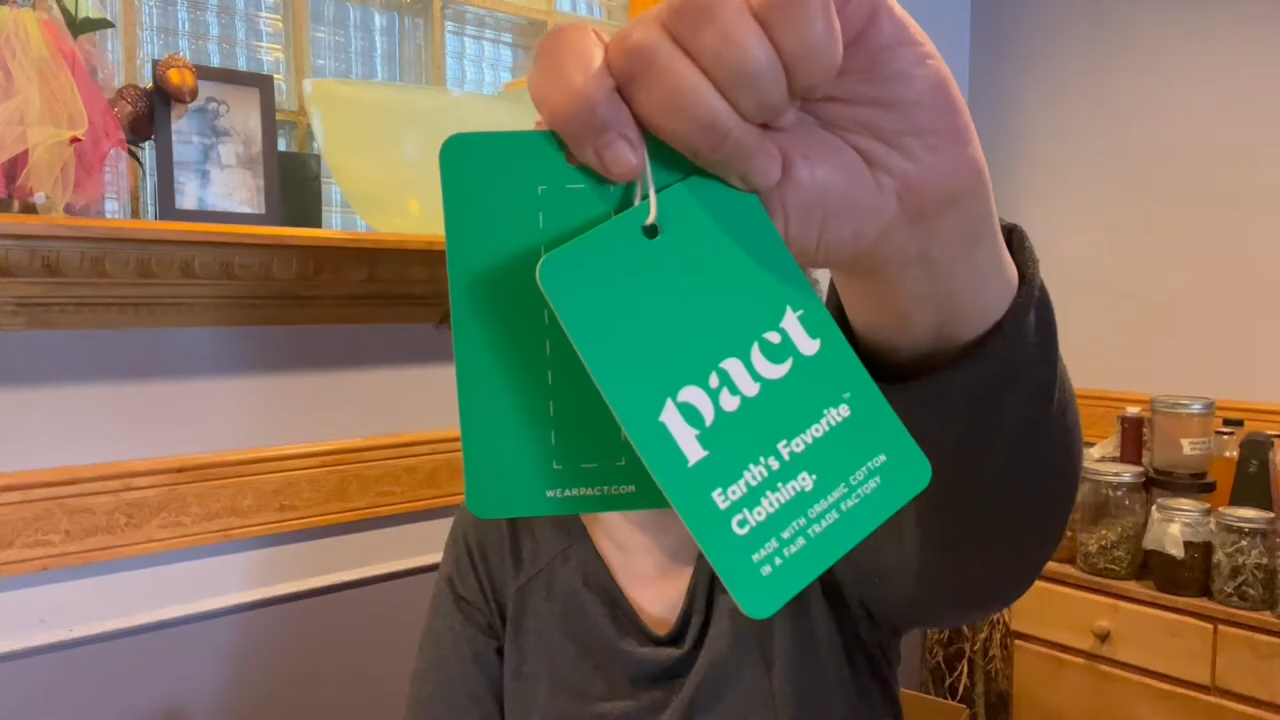 pact
Earth's Favorite™
Clothing.
MADE WITH ORGANIC COTTON
IN A FAIR TRADE FACTORY
WEARPACT.COM